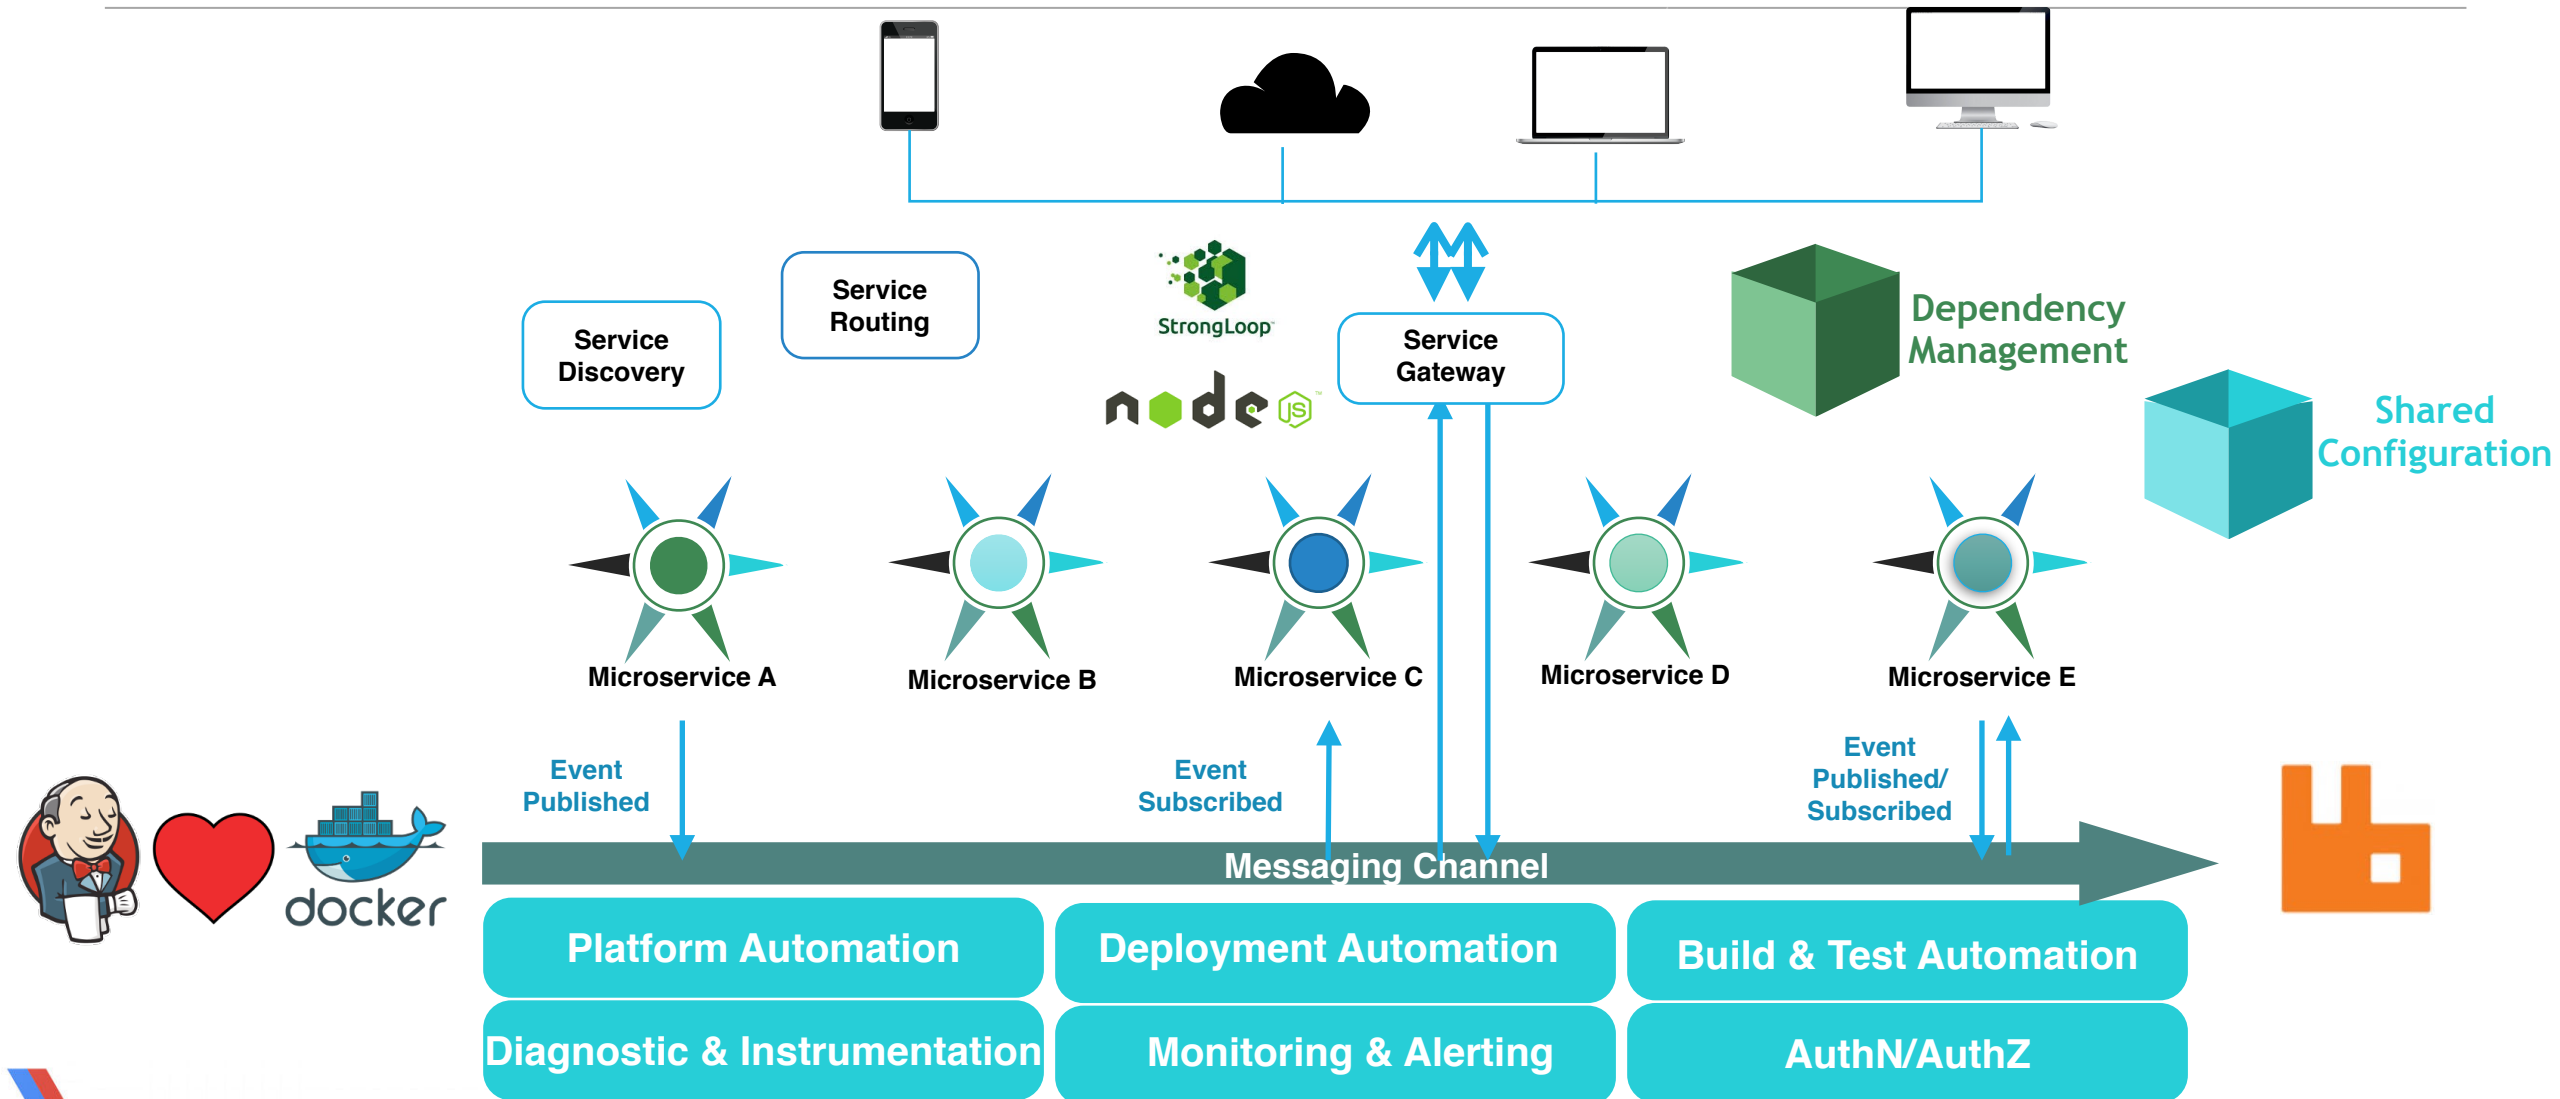 Service
Discovery
Service
Routing
StrongLoop
node
JS
Service
Gateway
Dependency
Management
Shared
Configuration
Microservice A
Microservice B
Microservice C
Microservice D
Microservice E
Event
Published
Event
Subscribed
Event
Published/
Subscribed
docker
Messaging Channel
Platform Automation
Deployment Automation
Build & Test Automation
Diagnostic & Instrumentation
Monitoring & Alerting
AuthN/AuthZ